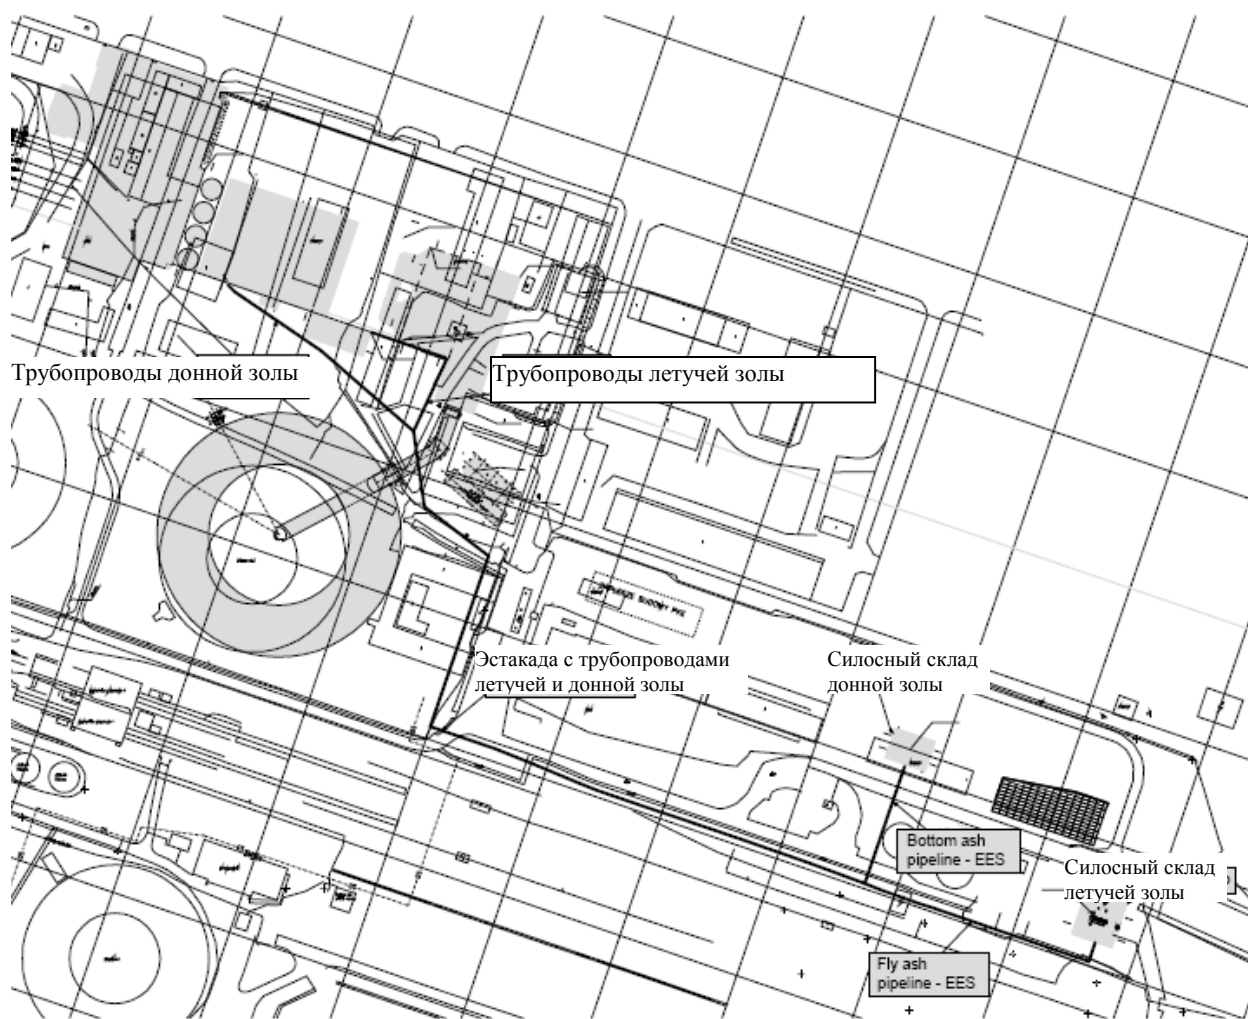 Трубопроводы донной золы
Трубопроводы летучей золы
Эстакада с трубопроводами
летучей и донной золы
Силосный склад
донной золы
Bottom ash
pipeline - EES
Силосный склад
летучей золы
Fly ash
pipeline - EES